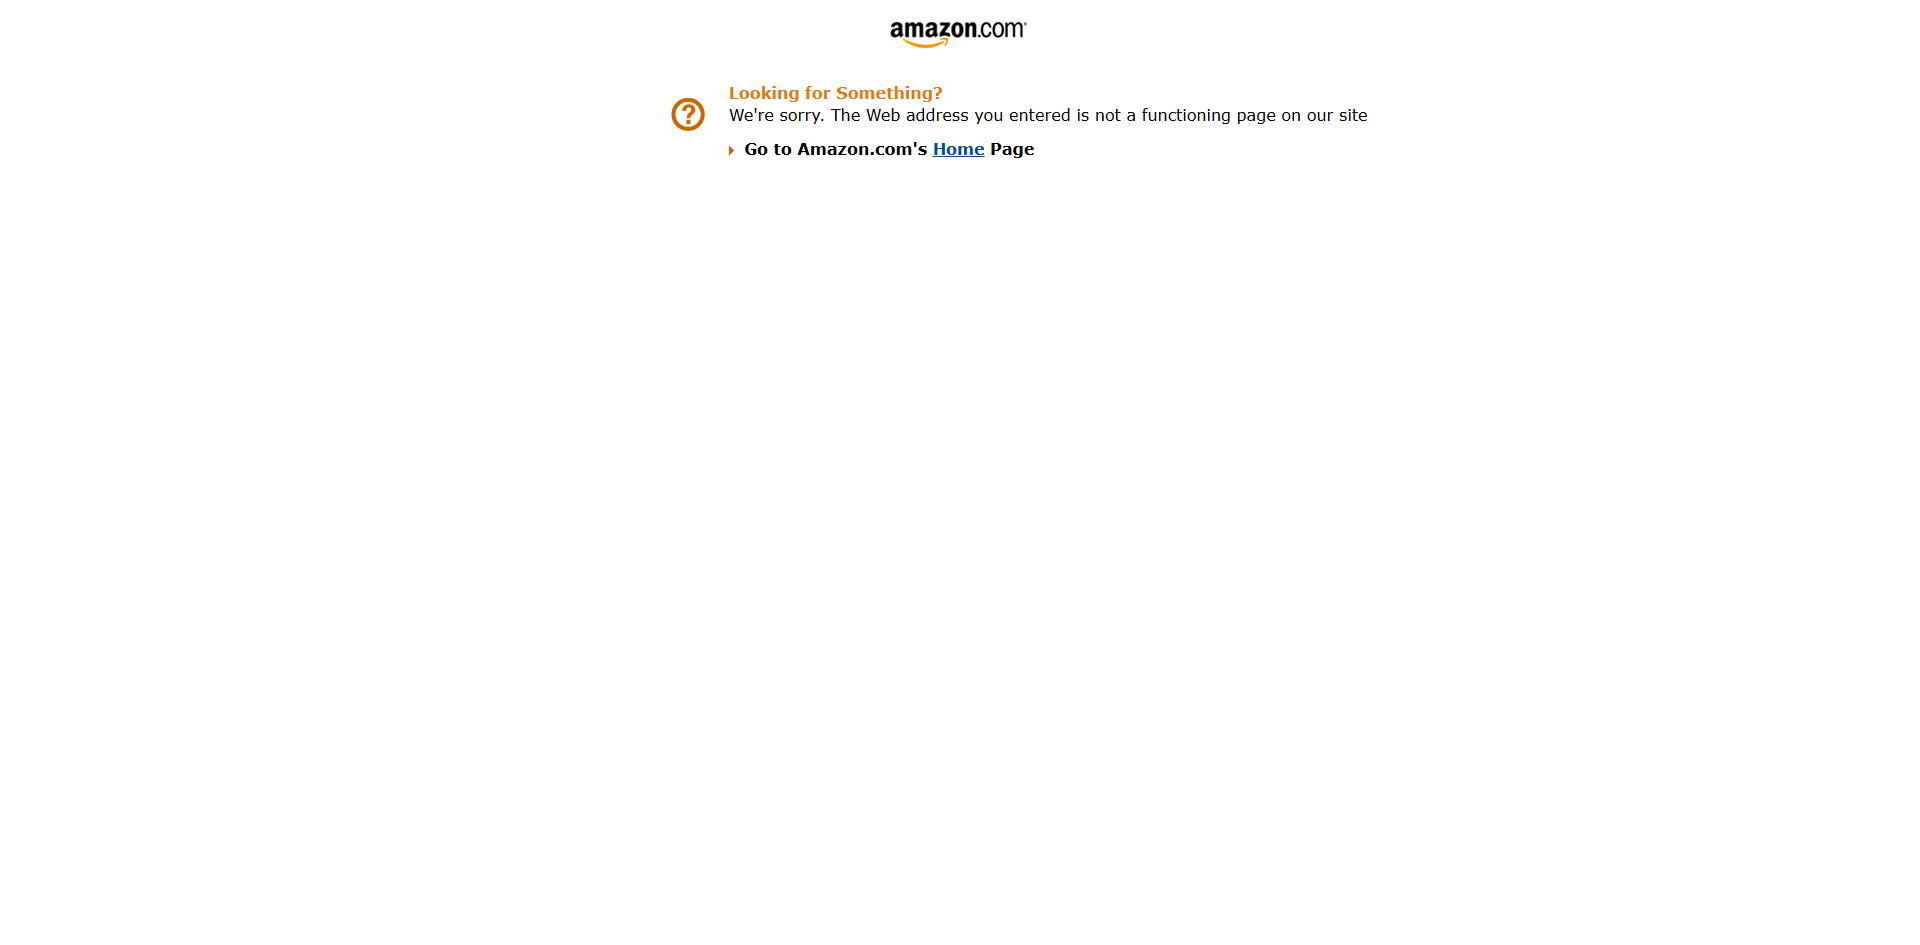 amazon.com
Looking for Something?
We're sorry. The Web address you entered is not a functioning page on our site
Go to Amazon.com's Home Page